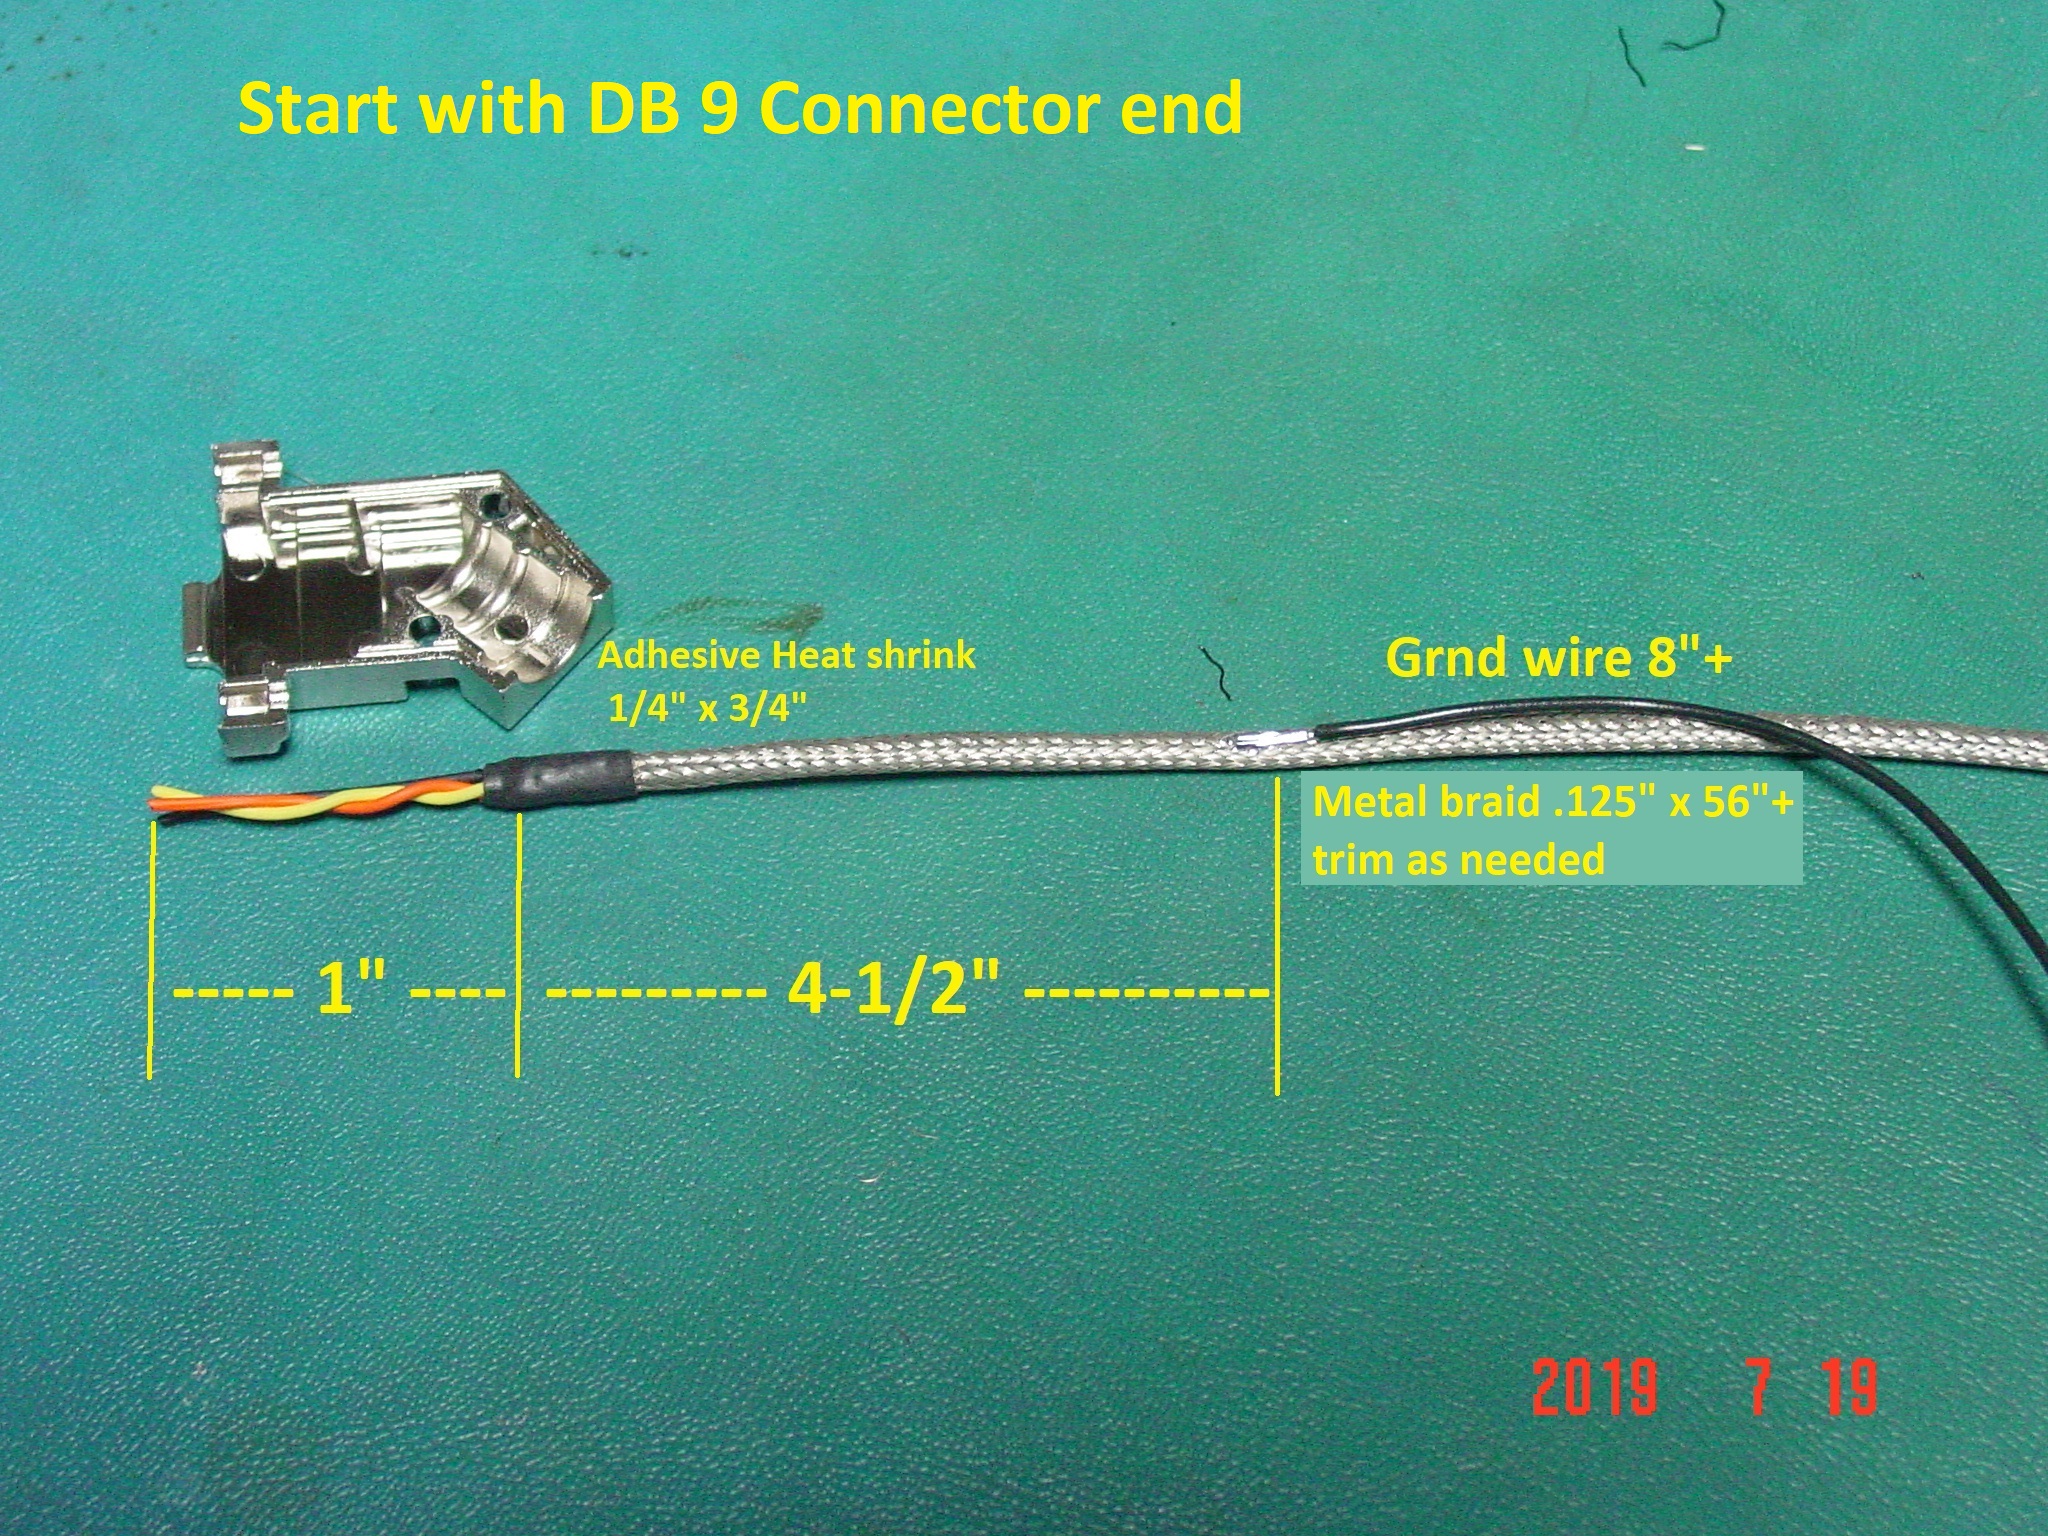 Start with DB 9 Connector end
Adhesive Heat shrink
1/4" x 3/4"
Grnd wire 8"+
Metal braid .125" x 56"+
trim as needed
----- 1" ---- --------- 4-1/2" ----------
2019 7 19